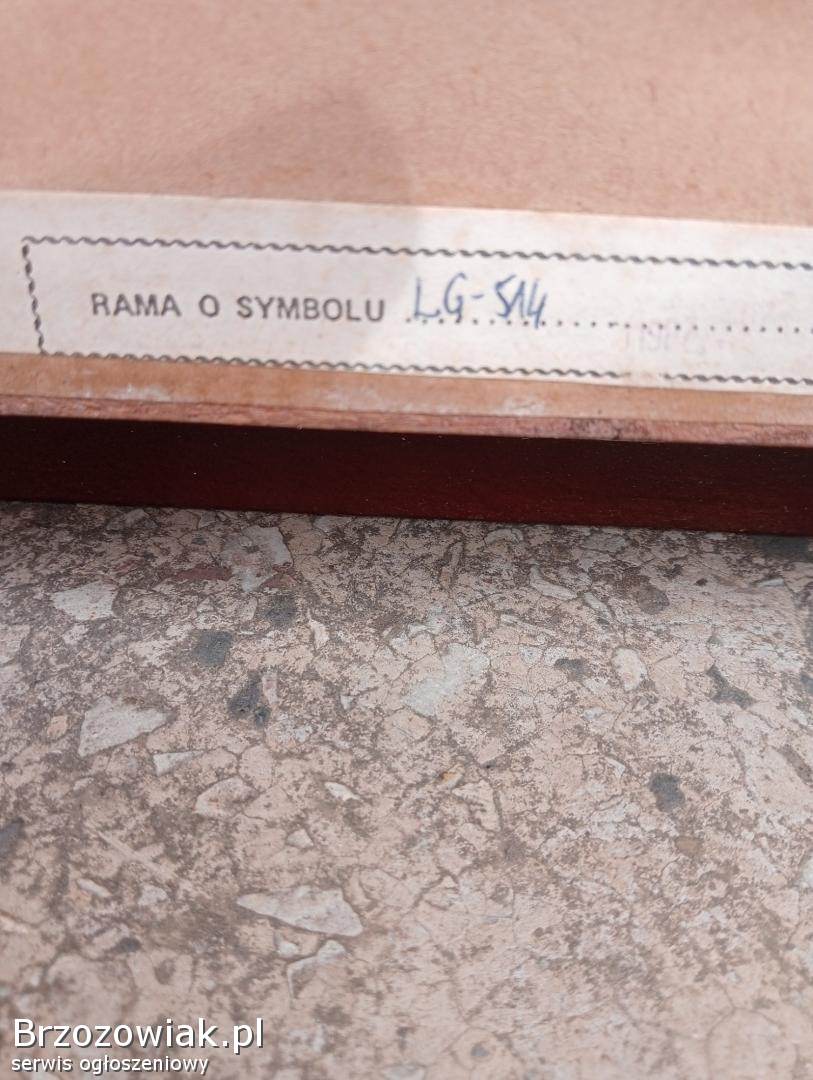 RAMA O SYMBOLU LG-514
Brzozowiak.pl
serwis ogłoszeniowy